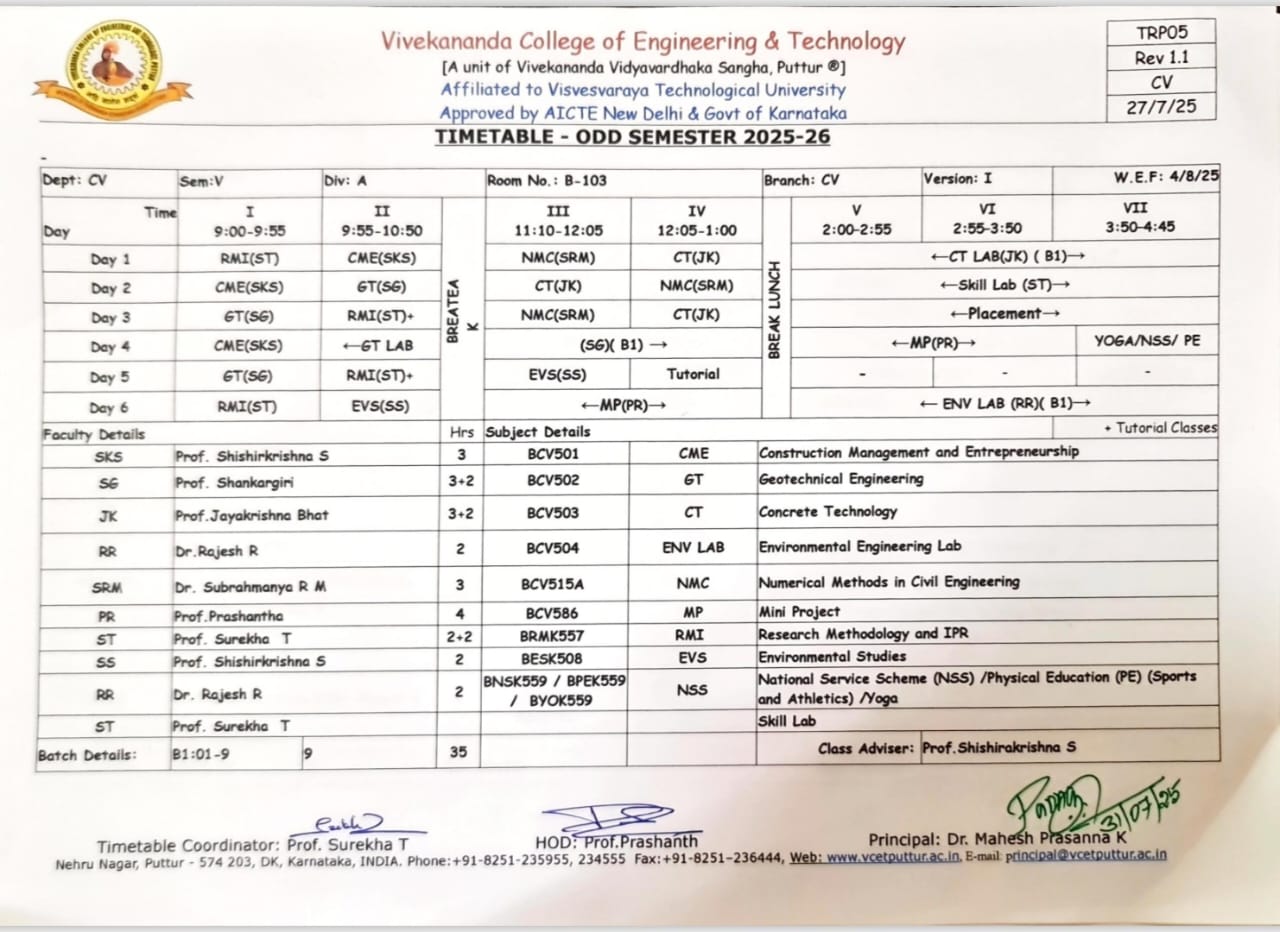 Vivekananda College of Engineering & Technology
[A unit of Vivekananda Vidyavardhaka Sangha, Puttur ®]
Affiliated to Visvesvaraya Technological University
Approved by AICTE New Delhi & Govt of Karnataka
TRP05
Rev 1.1
CV
27/7/25
TIMETABLE - ODD SEMESTER 2025-26
Dept: CV Sem:V Div: A Room No.: B-103 Branch: CV Version: I W.E.F: 4/8/25
Time I II III IV V VI VII
Day 9:00-9:55 9:55-10:50 11:10-12:05 12:05-1:00 2:00-2:55 2:55-3:50 3:50-4:45
BREATEA
K
BREAK LUNCH
Day 1 RMI(ST) CME(SKS) NMC(SRM) CT(JK) ←CT LAB(JK) ( B1)→
Day 2 CME(SKS) GT(SG) CT(JK) NMC(SRM) ←Skill Lab (ST)→
Day 3 GT(SG) RMI(ST)+ NMC(SRM) CT(JK) ←Placement→
Day 4 CME(SKS) ←GT LAB (SG)( B1) → ←MP(PR)→ YOGA/NSS/ PE
Day 5 GT(SG) RMI(ST)+ EVS(SS) Tutorial - - -
Day 6 RMI(ST) EVS(SS) ←MP(PR)→ ← ENV LAB (RR)( B1)→
Faculty Details Hrs Subject Details + Tutorial Classes
SKS Prof. Shishirkrishna S 3 BCV501 CME Construction Management and Entrepreneurship
SG Prof. Shankargiri 3+2 BCV502 GT Geotechnical Engineering
JK Prof.Jayakrishna Bhat 3+2 BCV503 CT Concrete Technology
RR Dr.Rajesh R 2 BCV504 ENV LAB Environmental Engineering Lab
SRM Dr. Subrahmanya R M 3 BCV515A NMC Numerical Methods in Civil Engineering
PR Prof.Prashantha 4 BCV586 MP Mini Project
ST Prof. Surekha T 2+2 BRMK557 RMI Research Methodology and IPR
SS Prof. Shishirkrishna S 2 BESK508 EVS Environmental Studies
RR Dr. Rajesh R 2 BNSK559 / BPEK559 / BYOK559 NSS National Service Scheme (NSS) /Physical Education (PE) (Sports and Athletics) /Yoga
ST Prof. Surekha T Skill Lab
Batch Details: B1:01-9 9 35 Class Adviser: Prof.Shishirakrishna S
31/07/25
Timetable Coordinator: Prof. Surekha T HOD: Prof.Prashanth Principal: Dr. Mahesh Prasanna K
Nehru Nagar, Puttur - 574 203, DK, Karnataka, INDIA. Phone:+91-8251-235955, 234555 Fax:+91-8251-236444, Web: www.vcetputtur.ac.in, E-mail: principal@vcetputtur.ac.in